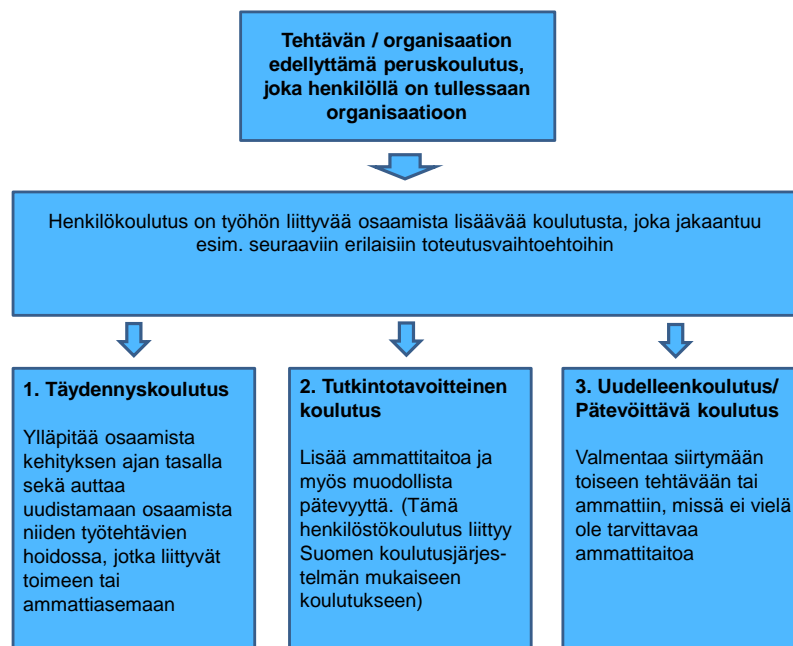 Tehtävän / organisaation
edellyttämä peruskoulutus,
joka henkilöllä on tullessaan
organisaatioon
Henkilökoulutus on työhön liittyvää osaamista lisäävää koulutusta, joka jakaantuu
esim. seuraaviin erilaisiin toteutusvaihtoehtoihin
1. Täydennyskoulutus
Ylläpitää osaamista
kehityksen ajan tasalla
sekä auttaa
uudistamaan osaamista
niiden työtehtävien
hoidossa, jotka liittyvät
toimeen tai
ammattiasemaan
2. Tutkintotavoitteinen
koulutus
Lisää ammattitaitoa ja
myös muodollista
pätevyyttä. (Tämä
henkilöstökoulutus liittyy
Suomen koulutusjärjes-
telmän mukaiseen
koulutukseen)
3. Uudelleenkoulutus/
Pätevöittävä koulutus
Valmentaa siirtymään
toiseen tehtävään tai
ammattiin, missä ei vielä
ole tarvittavaa
ammattitaitoa